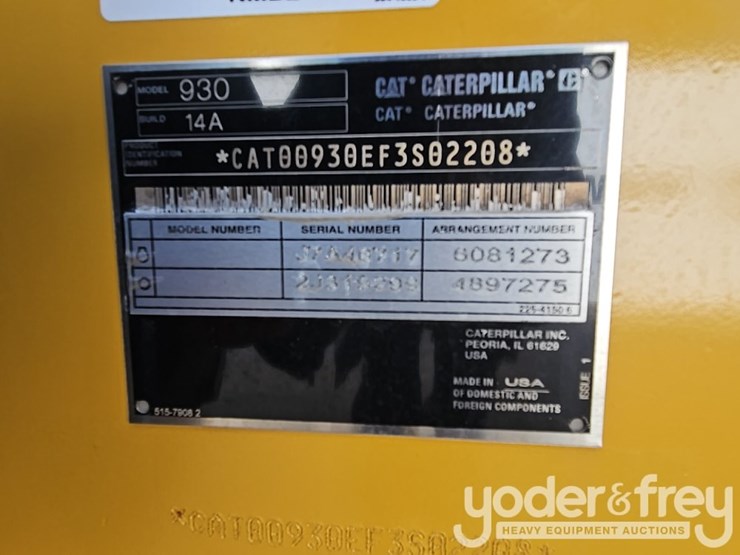 MODEL 930
CAT® CATERPILLAR®
BUILD 14A
CAT® CATERPILLAR®
PRODUCT
IDENTIFICATION
NUMBER
*CAT00930EF3S02208*
MODEL NUMBER SERIAL NUMBER ARRANGEMENT NUMBER
6081273
4897275
225-4150 6
CATERPILLAR INC.
PEORIA, IL 61629
USA
MADE IN USA
OF DOMESTIC AND
FOREIGN COMPONENTS
ISSUE 1
515-7908 2
*CAT00930EF3S02208*
yoder&frey
HEAVY EQUIPMENT AUCTIONS